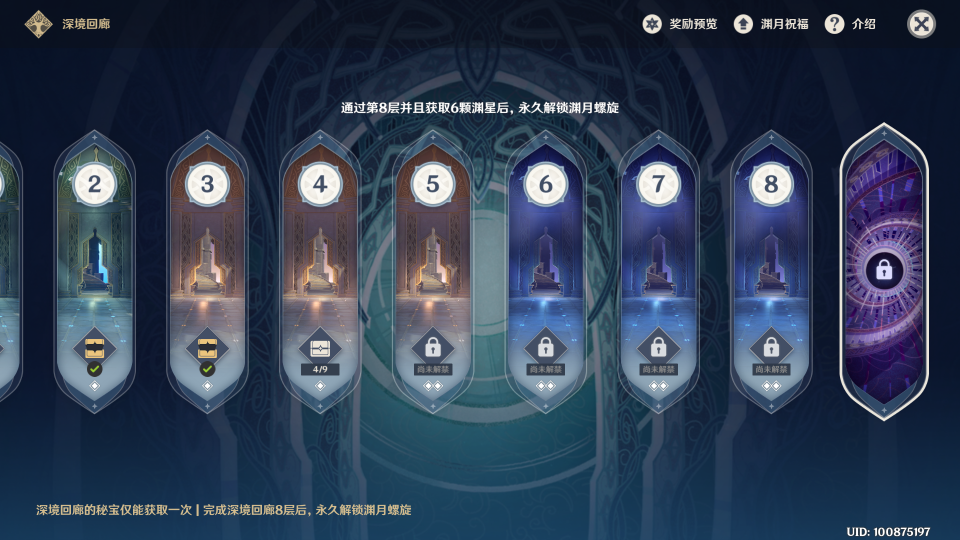 深境回廊
奖励预览
渊月祝福
介绍
通过第8层并且获取6颗渊星后，永久解锁渊月螺旋
2
3
4
5
6
7
8
4/9
尚未解禁
尚未解禁
尚未解禁
尚未解禁
深境回廊的秘宝仅能获取一次 | 完成深境回廊8层后，永久解锁渊月螺旋
UID: 100875197